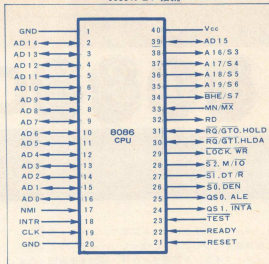 GND 1 40 Vcc
AD14 2 39 AD15
AD13 3 38 A16/S3
AD12 4 37 A17/S4
AD11 5 36 A18/S5
AD10 6 35 A19/S6
AD9 7 34 BHE/S7
AD8 8 33 MN/MX
AD7 9 32 RD
AD6 10 31 RQ/GTO.HOLD
AD5 11 30 RQ/GT1.HLDA
AD4 12 29 LOCK.WR
AD3 13 28 S2.M/IO
AD2 14 27 S1.DT/R
AD1 15 26 S0.DEN
AD0 16 25 QS0.ALE
NMI 17 24 QS1.INTA
INTR 18 23 TEST
CLK 19 22 READY
GND 20 21 RESET
8086
CPU